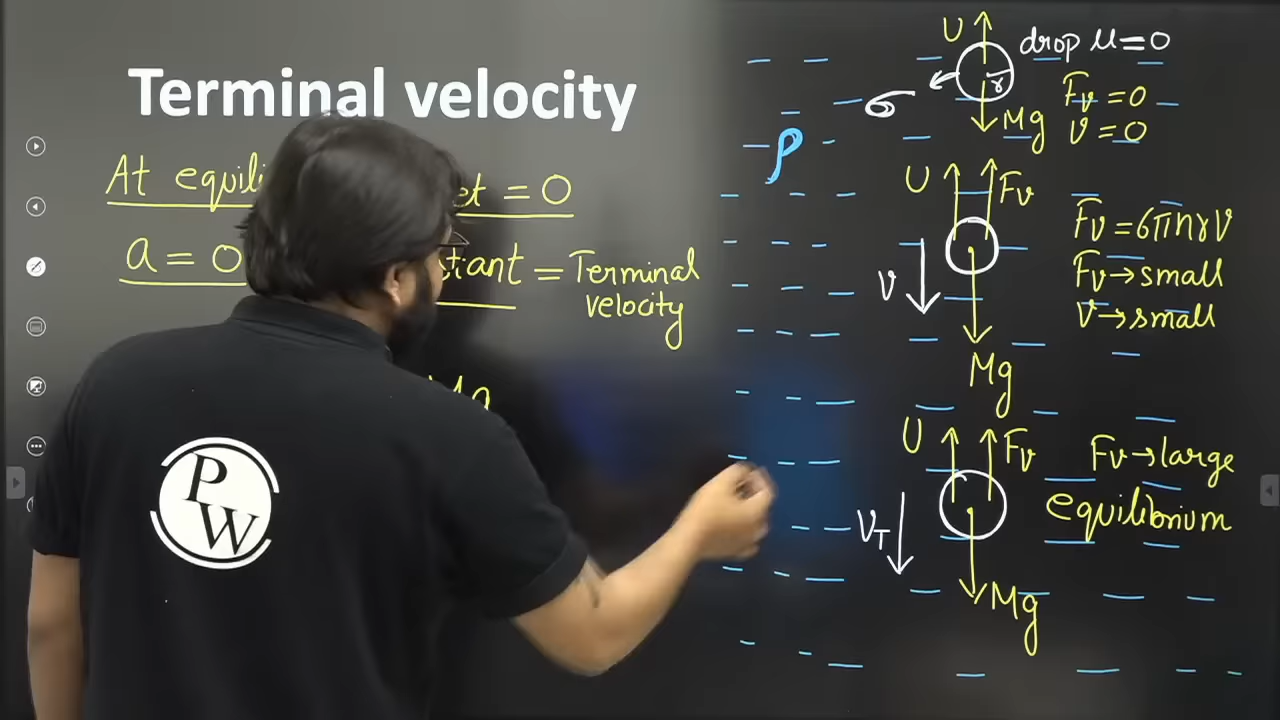 Terminal velocity
At equili et = 0
a = 0 stant = Terminal
velocity
Mg
ρ
U
drop u = 0
r
σ
Mg
Fv = 0
v = 0
U
Fv
v
Mg
Fv = 6πηrv
Fv → small
v → small
U
Fv
VT
Mg
Fv → large
equilibrium
P
W